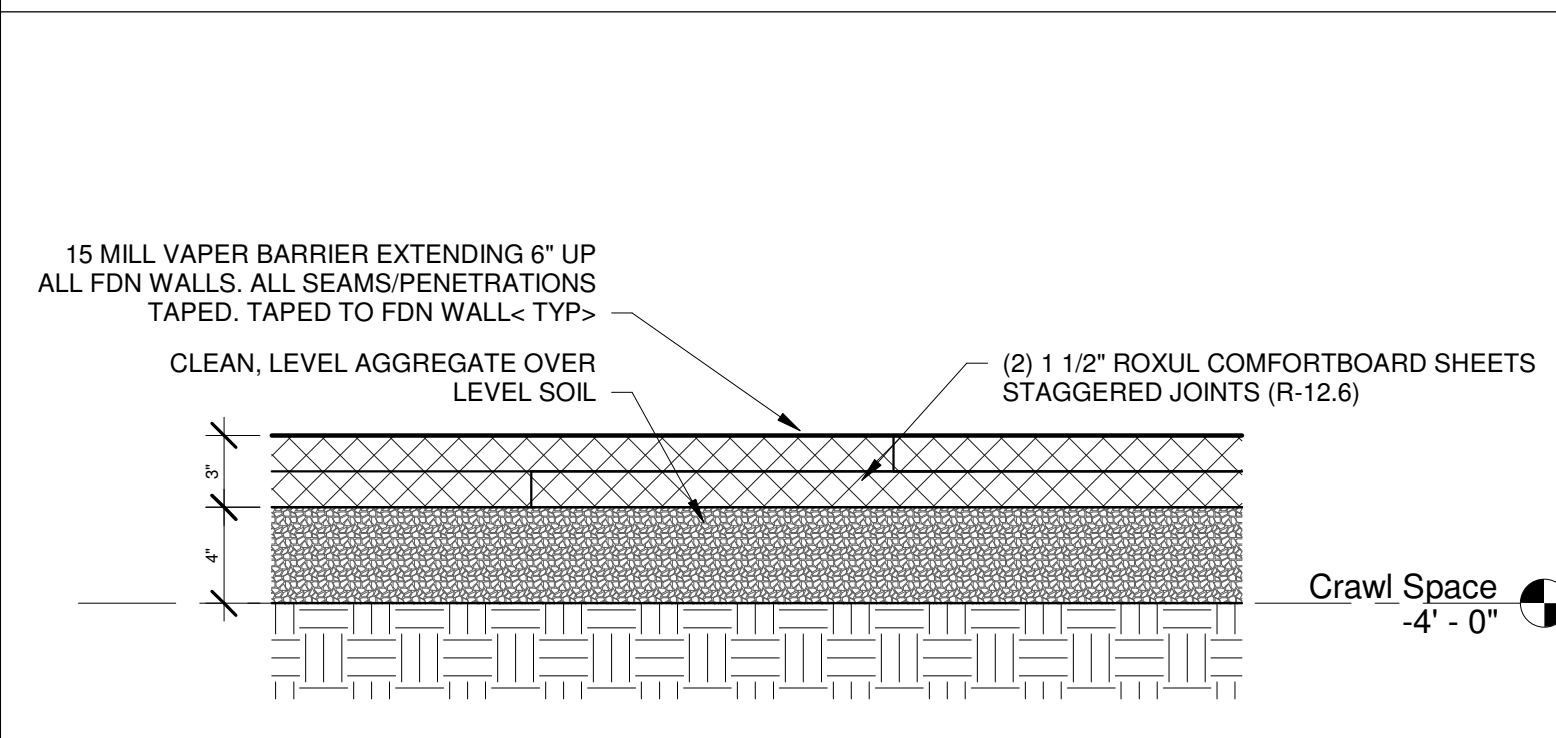 15 MILL VAPER BARRIER EXTENDING 6" UP
ALL FDN WALLS. ALL SEAMS/PENETRATIONS
TAPED. TAPED TO FDN WALL< TYP>
CLEAN, LEVEL AGGREGATE OVER
LEVEL SOIL
(2) 1 1/2" ROXUL COMFORTBOARD SHEETS
STAGGERED JOINTS (R-12.6)
3"
4"
Crawl Space
-4' - 0"